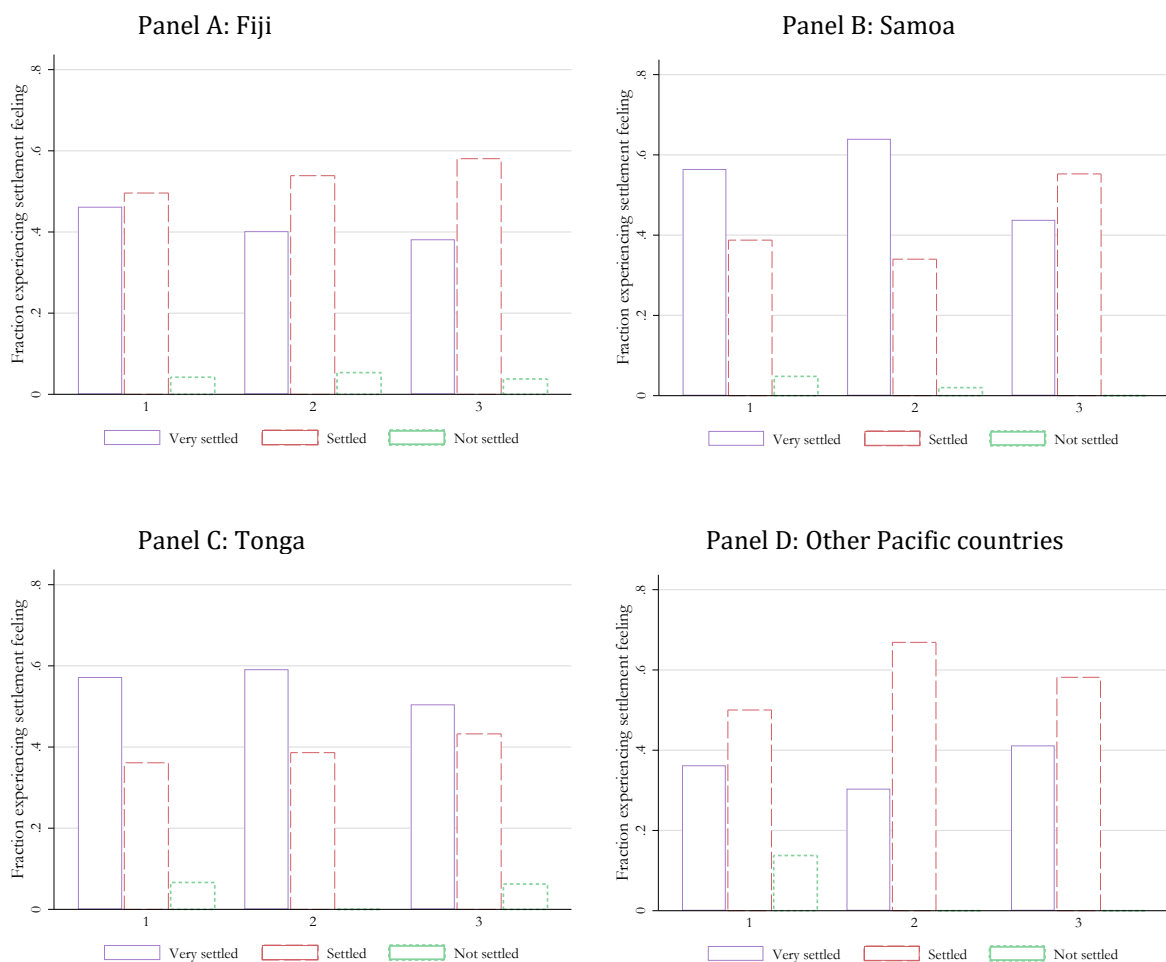 Panel A: Fiji
Fraction experiencing settlement feeling
.8
.6
.4
.2
0
1 2 3
Very settled Settled Not settled
Panel B: Samoa
Fraction experiencing settlement feeling
.8
.6
.4
.2
0
1 2 3
Very settled Settled Not settled
Panel C: Tonga
Fraction experiencing settlement feeling
.8
.6
.4
.2
0
1 2 3
Very settled Settled Not settled
Panel D: Other Pacific countries
Fraction experiencing settlement feeling
.8
.6
.4
.2
0
1 2 3
Very settled Settled Not settled